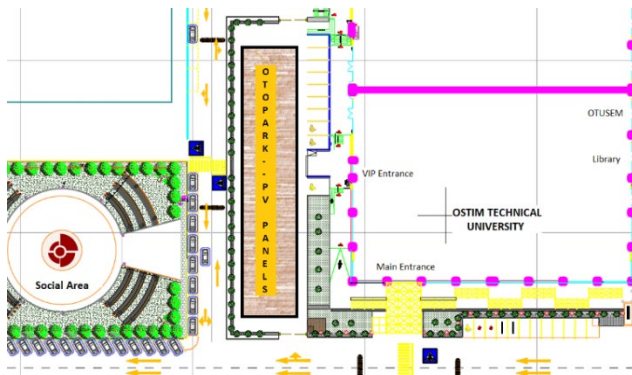 OTOPARK--PV PANELS
OTUSEM
Library
VIP Entrance
OSTIM TECHNICAL
UNIVERSITY
Main Entrance
Social Area